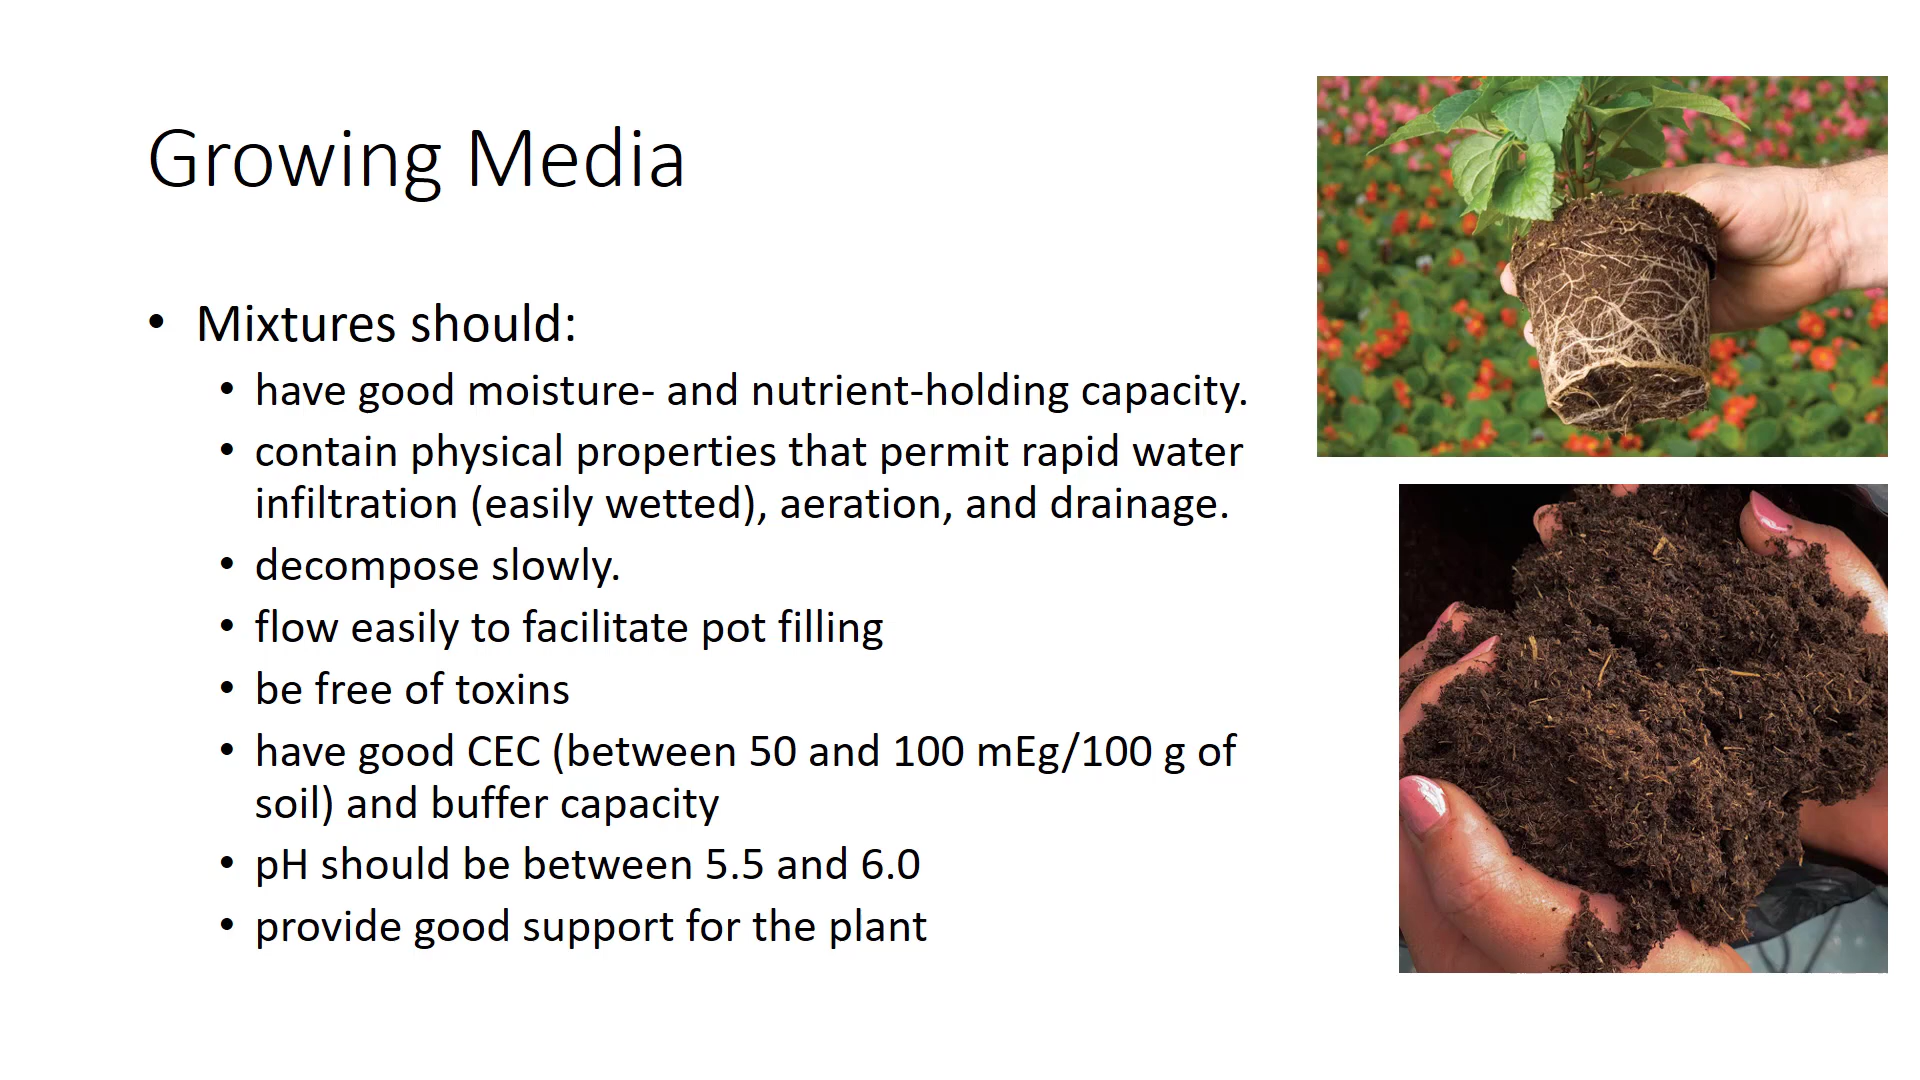 Growing Media
• Mixtures should:
• have good moisture- and nutrient-holding capacity.
• contain physical properties that permit rapid water
infiltration (easily wetted), aeration, and drainage.
• decompose slowly.
• flow easily to facilitate pot filling
• be free of toxins
• have good CEC (between 50 and 100 mEg/100 g of
soil) and buffer capacity
• pH should be between 5.5 and 6.0
• provide good support for the plant